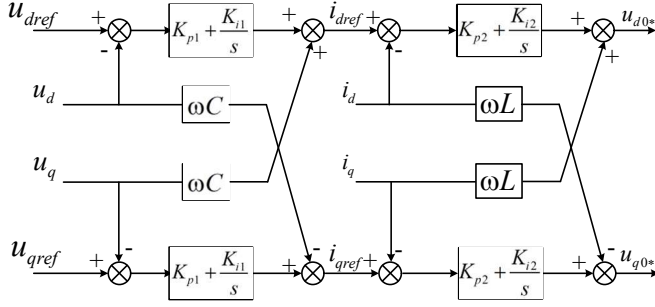 u_dref + - K_p1 + K_i1/s + + i_dref + - K_p2 + K_i2/s + + u_d0*
u_d ωC i_d ωL
u_q ωC i_q ωL
u_qref + - K_p1 + K_i1/s + - i_qref + - K_p2 + K_i2/s + - u_q0*